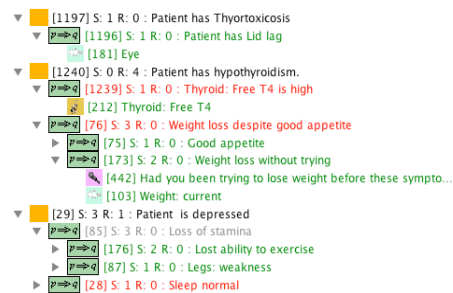 [1197] S: 1 R: 0 : Patient has Thyortoxicosis
p⇒q [1196] S: 1 R: 0 : Patient has Lid lag
[181] Eye
[1240] S: 0 R: 4 : Patient has hypothyroidism.
p⇒q [1239] S: 1 R: 0 : Thyroid: Free T4 is high
[212] Thyroid: Free T4
p⇒q [76] S: 3 R: 0 : Weight loss despite good appetite
p⇒q [75] S: 1 R: 0 : Good appetite
p⇒q [173] S: 2 R: 0 : Weight loss without trying
[442] Had you been trying to lose weight before these sympto...
[103] Weight: current
[29] S: 3 R: 1 : Patient is depressed
p⇒q [85] S: 3 R: 0 : Loss of stamina
p⇒q [176] S: 2 R: 0 : Lost ability to exercise
p⇒q [87] S: 1 R: 0 : Legs: weakness
p⇒q [28] S: 1 R: 0 : Sleep normal